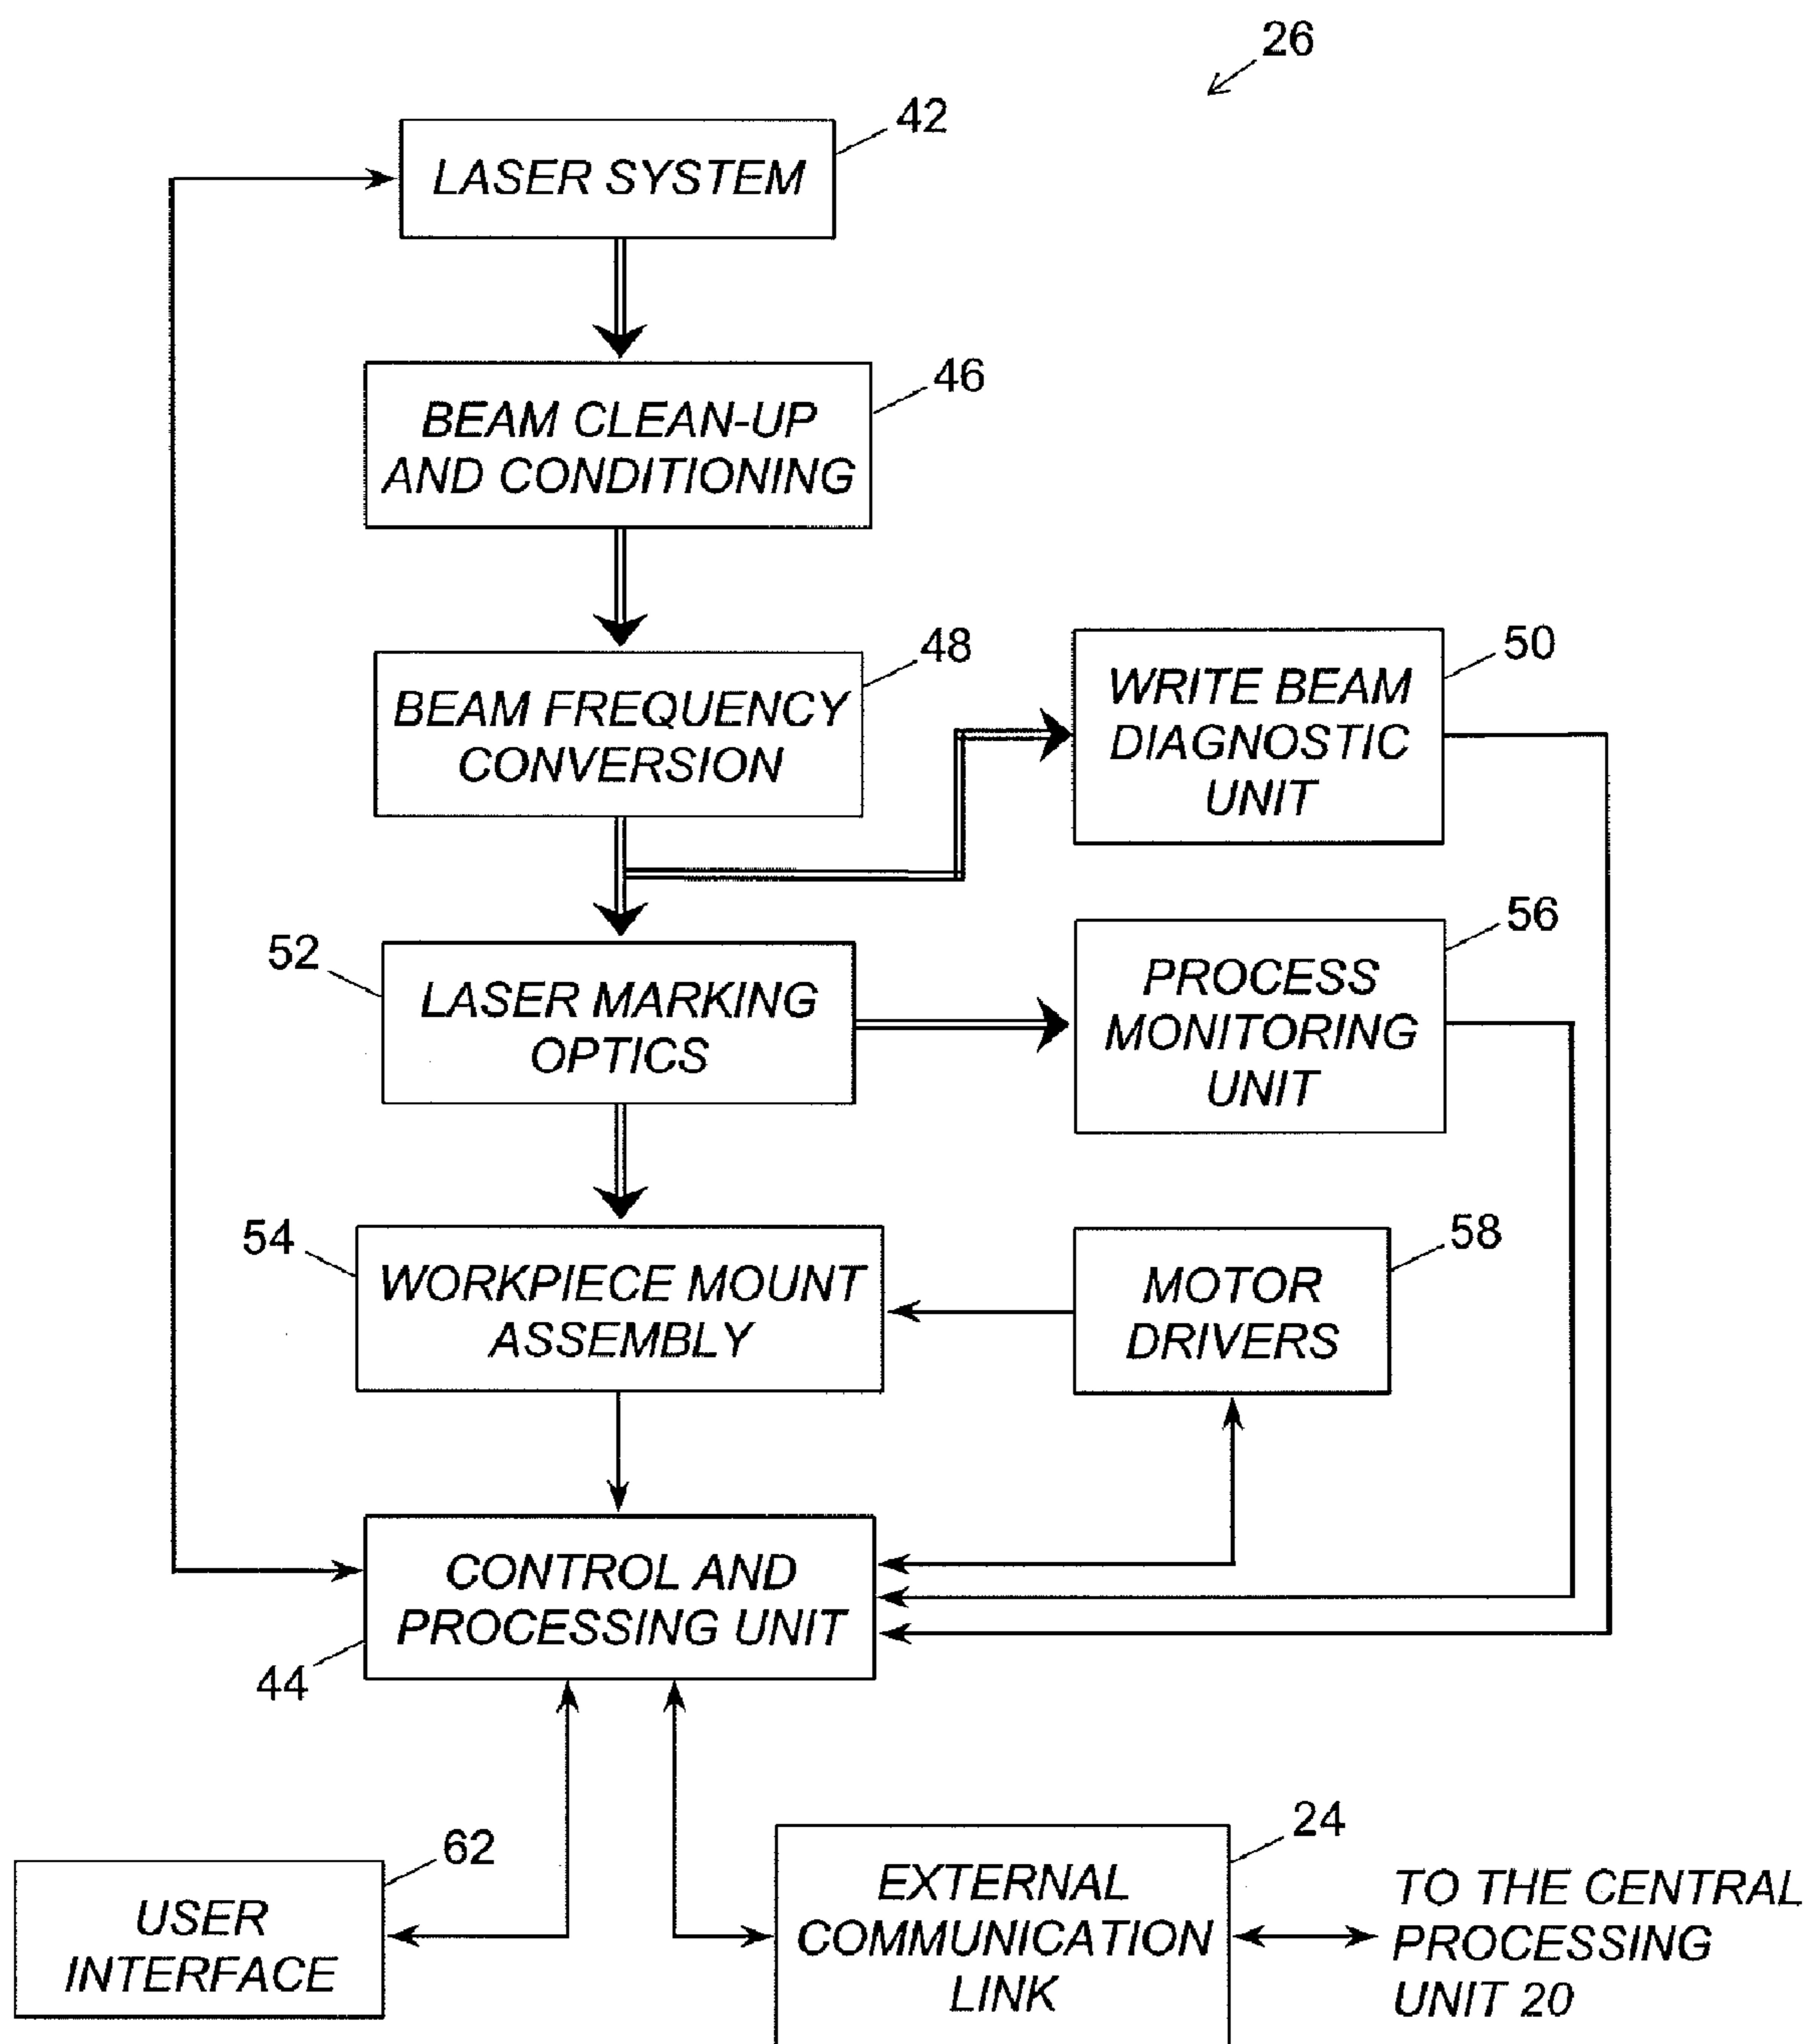 26
42
LASER SYSTEM
46
BEAM CLEAN-UP
AND CONDITIONING
48
BEAM FREQUENCY
CONVERSION
50
WRITE BEAM
DIAGNOSTIC
UNIT
52
LASER MARKING
OPTICS
56
PROCESS
MONITORING
UNIT
54
WORKPIECE MOUNT
ASSEMBLY
58
MOTOR
DRIVERS
CONTROL AND
PROCESSING UNIT
44
62
USER
INTERFACE
24
EXTERNAL
COMMUNICATION
LINK
TO THE CENTRAL
PROCESSING
UNIT 20